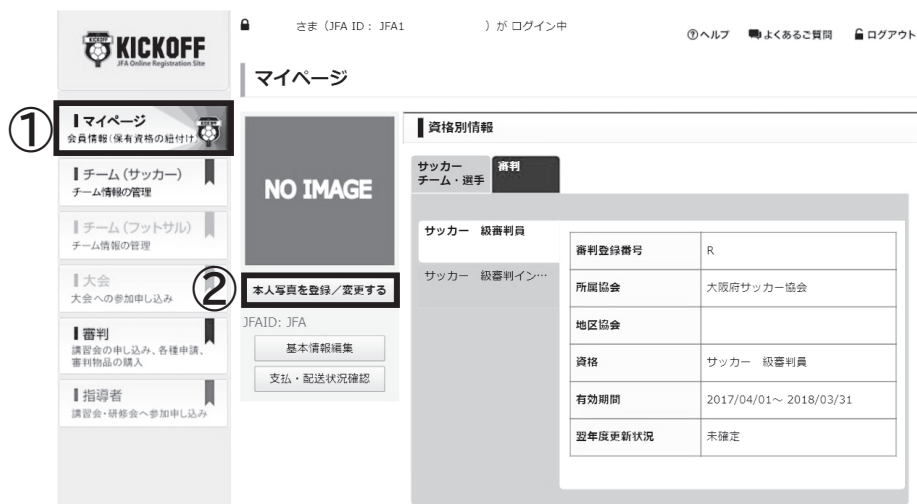 KICKOFF
JFA Online Registration Site
さま（JFA ID： JFA1 ）が ログイン中
?ヘルプ
よくあるご質問
ログアウト
マイページ
①
マイページ
会員情報(保有資格の紐付け)
チーム（サッカー）
チーム情報の管理
チーム（フットサル）
チーム情報の管理
大会
大会への参加申し込み
審判
講習会の申し込み、各種申請、
審判物品の購入
指導者
講習会・研修会へ参加申し込み
NO IMAGE
②
本人写真を登録／変更する
JFAID: JFA
基本情報編集
支払・配送状況確認
資格別情報
サッカー
チーム・選手
審判
サッカー 級審判員
サッカー 級審判イン…
審判登録番号 R
所属協会 大阪府サッカー協会
地区協会
資格 サッカー 級審判員
有効期間 2017/04/01～ 2018/03/31
翌年度更新状況 未確定